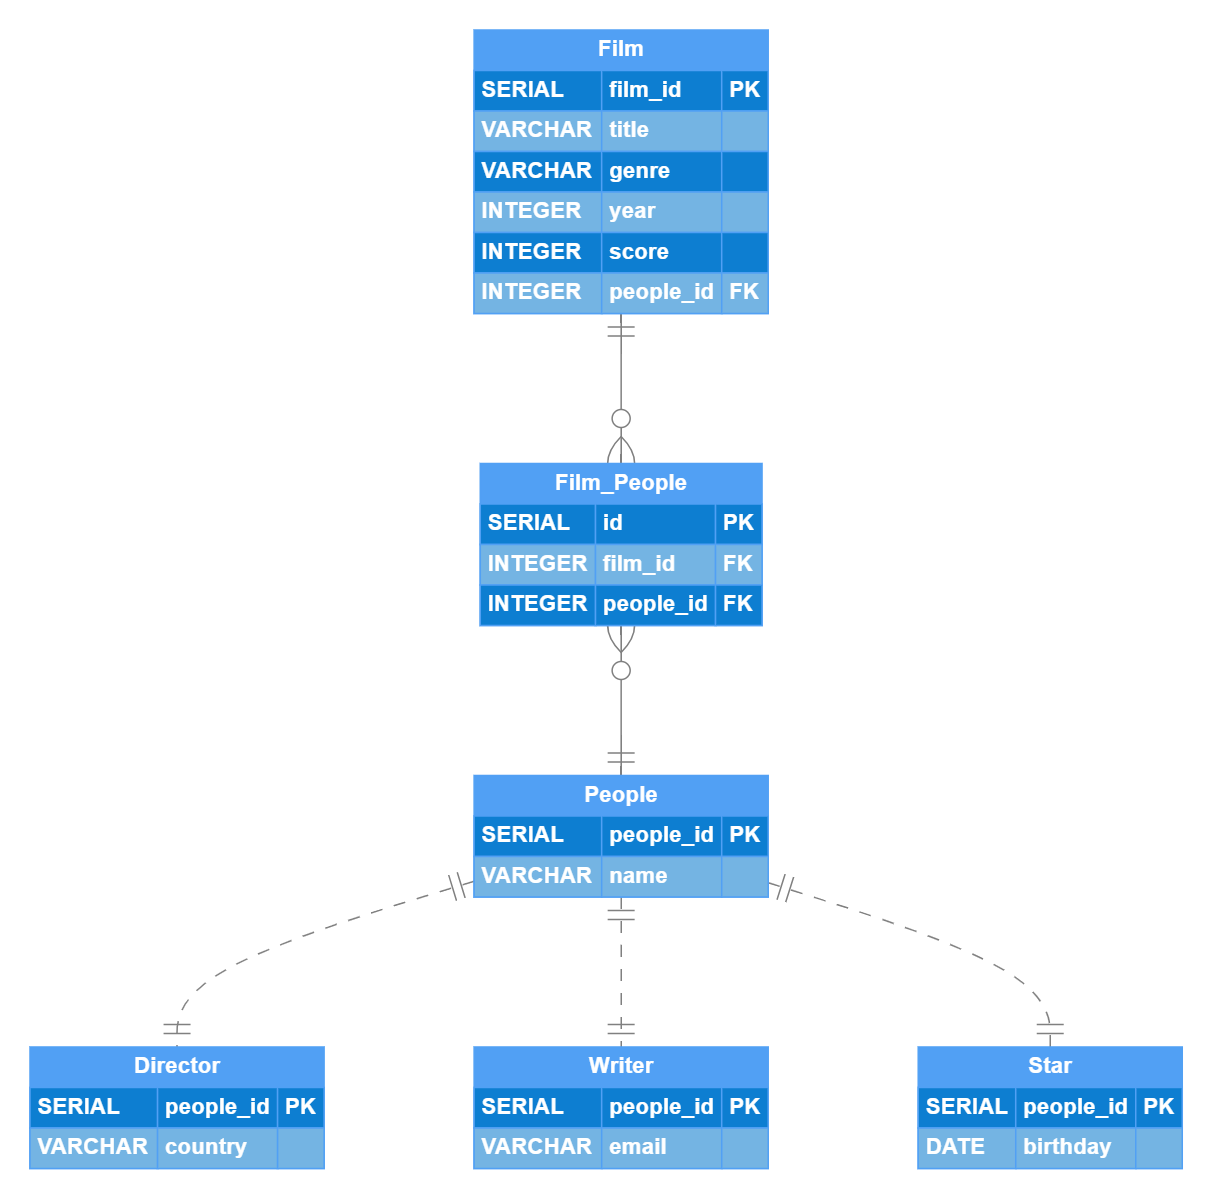 Film
SERIAL film_id PK
VARCHAR title
VARCHAR genre
INTEGER year
INTEGER score
INTEGER people_id FK
Film_People
SERIAL id PK
INTEGER film_id FK
INTEGER people_id FK
People
SERIAL people_id PK
VARCHAR name
Director
SERIAL people_id PK
VARCHAR country
Writer
SERIAL people_id PK
VARCHAR email
Star
SERIAL people_id PK
DATE birthday